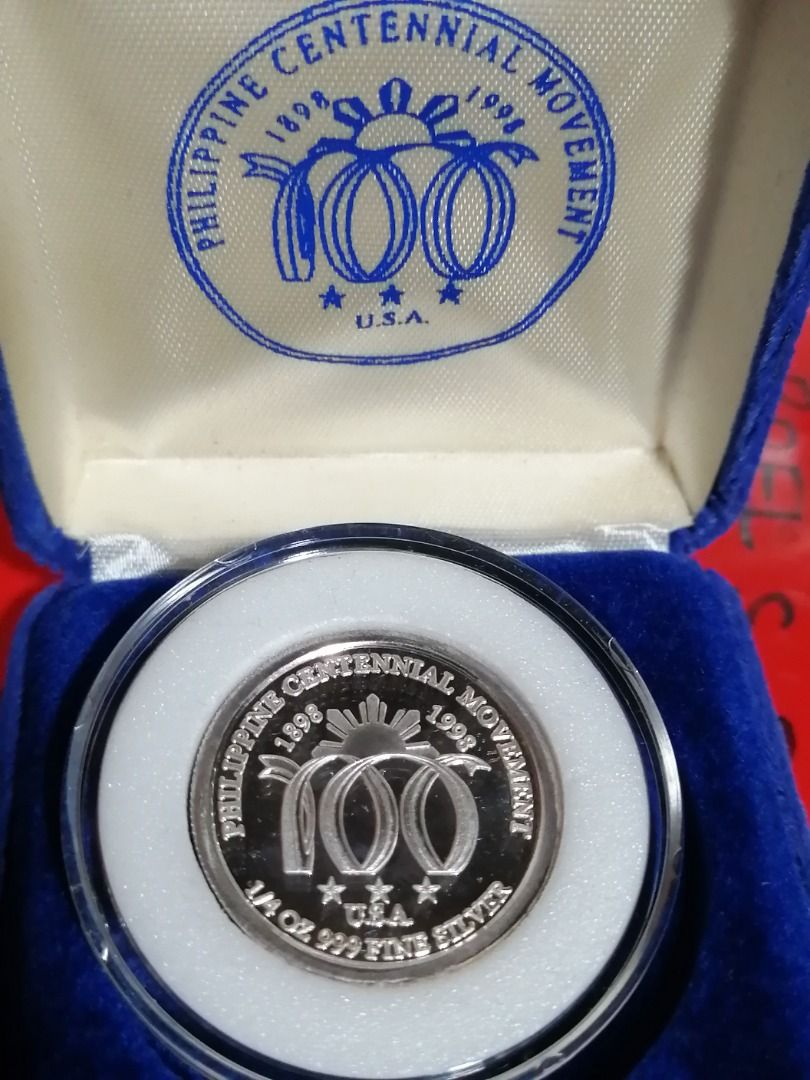 PHILIPPINE CENTENNIAL MOVEMENT
1898 1998
100
U.S.A.
PHILIPPINE CENTENNIAL MOVEMENT
1898 1998
100
U.S.A.
1/4 OZ 999 FINE SILVER